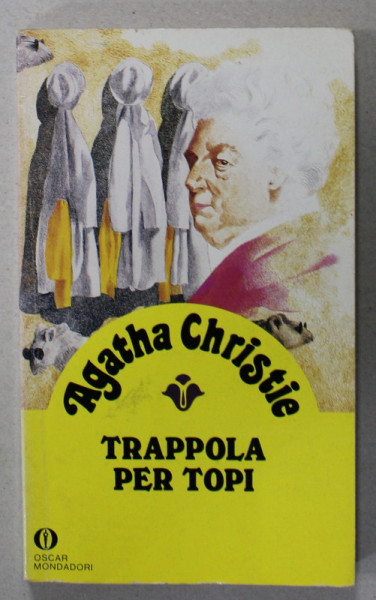 Agatha Christie
TRAPPOLA
PER TOPI
OSCAR
MONDADORI